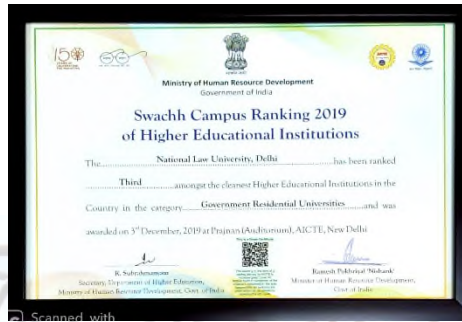 Ministry of Human Resource Development
Government of India
Swachh Campus Ranking 2019
of Higher Educational Institutions
The National Law University, Delhi has been ranked
Third amongst the cleanest Higher Educational Institutions in the
Country in the category Government Residential Universities and was
awarded on 3rd December, 2019 at Prajnan (Auditorium), AICTE, New Delhi
R. Subrahmanyam
Secretary, Department of Higher Education,
Ministry of Human Resource Development, Govt. of India
Ramesh Pokhriyal 'Nishank'
Minister of Human Resource Development,
Govt of India
Scanned with